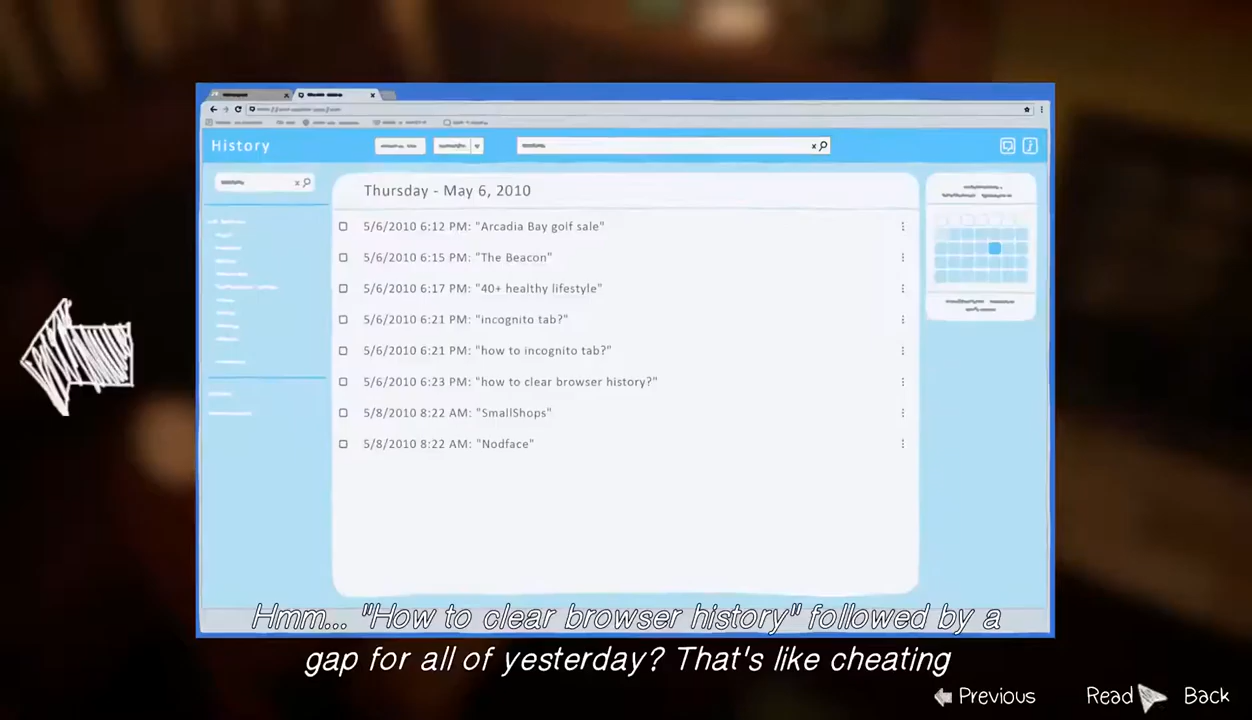 History
Thursday - May 6, 2010
5/6/2010 6:12 PM: "Arcadia Bay golf sale"
5/6/2010 6:15 PM: "The Beacon"
5/6/2010 6:17 PM: "40+ healthy lifestyle"
5/6/2010 6:21 PM: "incognito tab?"
5/6/2010 6:21 PM: "how to incognito tab?"
5/6/2010 6:23 PM: "how to clear browser history?"
5/8/2010 8:22 AM: "SmallShops"
5/8/2010 8:22 AM: "Nodface"
Hmm... "How to clear browser history" followed by a
gap for all of yesterday? That's like cheating
Previous Read Back